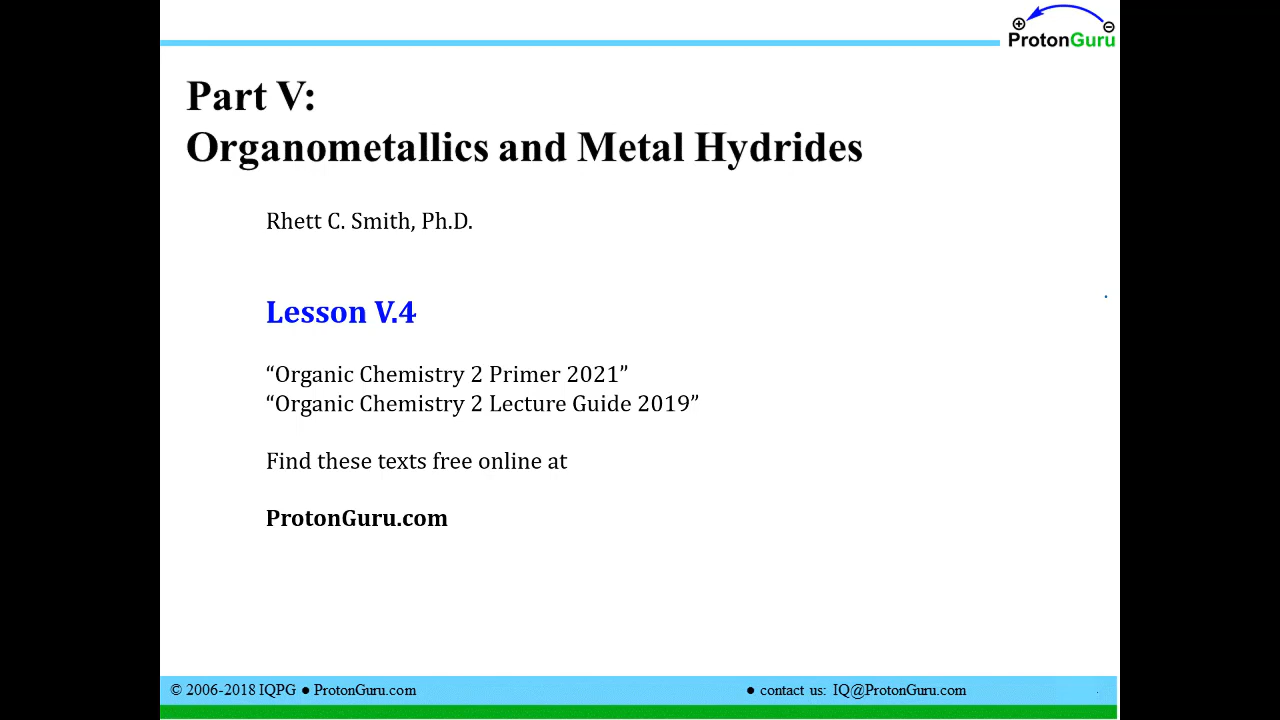 ⊕ ⊖
ProtonGuru
Part V:
Organometallics and Metal Hydrides
Rhett C. Smith, Ph.D.
Lesson V.4
“Organic Chemistry 2 Primer 2021”
“Organic Chemistry 2 Lecture Guide 2019”
Find these texts free online at
ProtonGuru.com
© 2006-2018 IQPG ● ProtonGuru.com ● contact us: IQ@ProtonGuru.com